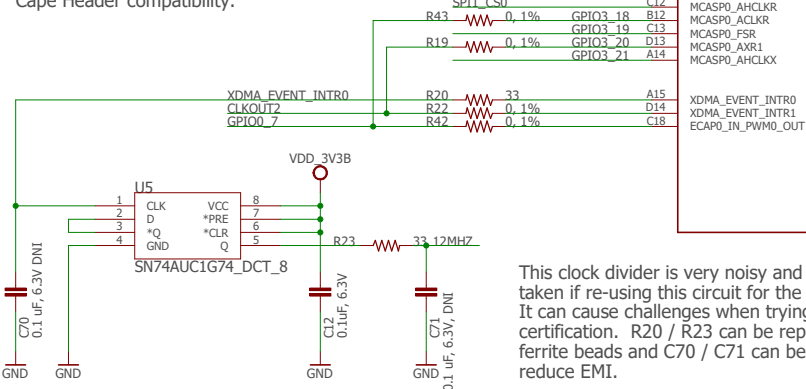 Cape Header compatibility.
SPI1_CS0 C12 MCASP0_AHCLKR
R43 0, 1% GPIO3_18 B12 MCASP0_ACLKR
GPIO3_19 C13 MCASP0_FSR
R19 0, 1% GPIO3_20 D13 MCASP0_AXR1
GPIO3_21 A14 MCASP0_AHCLKX
XDMA_EVENT_INTR0 R20 33 A15 XDMA_EVENT_INTR0
CLKOUT2 R22 0, 1% D14 XDMA_EVENT_INTR1
GPIO0_7 R42 0, 1% C18 ECAP0_IN_PWM0_OUT
VDD_3V3B
U5
1 CLK VCC 8
2 D *PRE 7
3 *Q *CLR 6
4 GND Q 5
R23 33 12MHZ
SN74AUC1G74_DCT_8
C70
0.1 uF, 6.3V DNI
C12
0.1uF, 6.3V
C71
0.1 uF, 6.3V, DNI
GND
GND
GND
GND
This clock divider is very noisy and
taken if re-using this circuit for the
It can cause challenges when trying
certification. R20 / R23 can be rep
ferrite beads and C70 / C71 can be
reduce EMI.